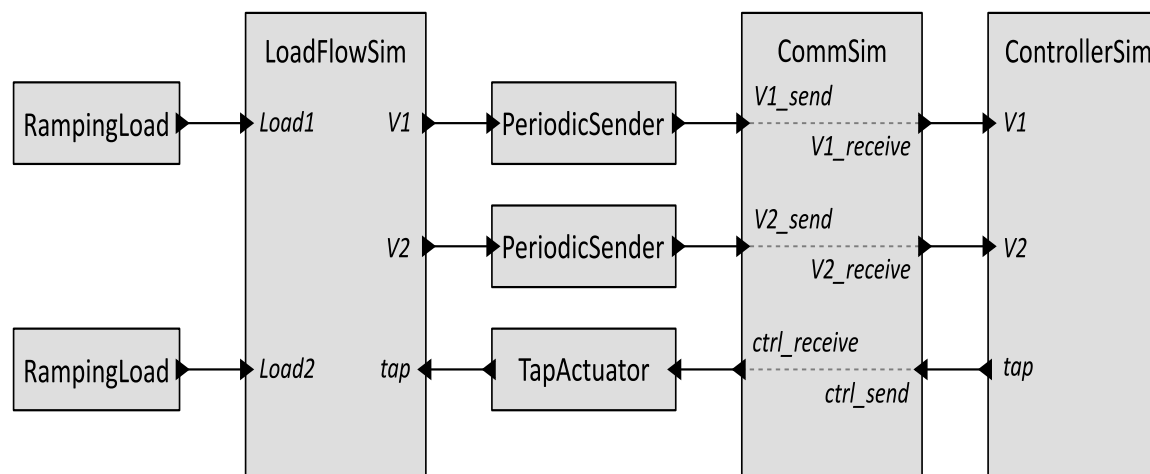 LoadFlowSim
CommSim
ControllerSim
RampingLoad
Load1
V1
PeriodicSender
V1_send
V1_receive
V1
V2
PeriodicSender
V2_send
V2_receive
V2
RampingLoad
Load2
tap
TapActuator
ctrl_receive
ctrl_send
tap